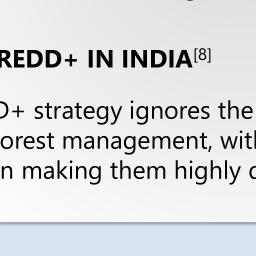 REDD+ IN INDIA[8]
D+ strategy ignores the
orest management, with
n making them highly